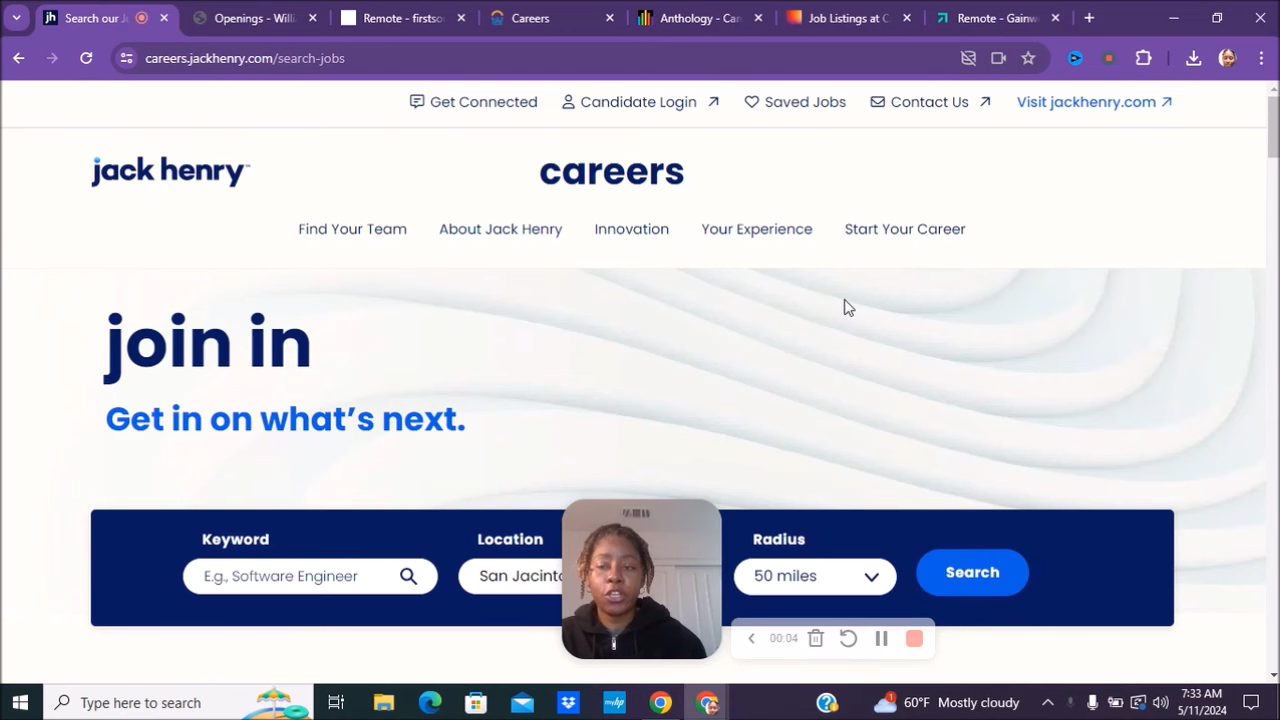 Search our J
Openings - Willi
Remote - firstso
Careers
Anthology - Car
Job Listings at C
Remote - Gainw
careers.jackhenry.com/search-jobs
Get Connected
Candidate Login
Saved Jobs
Contact Us
Visit jackhenry.com
jack henry™
careers
Find Your Team
About Jack Henry
Innovation
Your Experience
Start Your Career
join in
Get in on what's next.
Keyword
Location
Radius
E.g., Software Engineer
San Jacinto
50 miles
Search
00:04
Type here to search
60°F Mostly cloudy
7:33 AM
5/11/2024